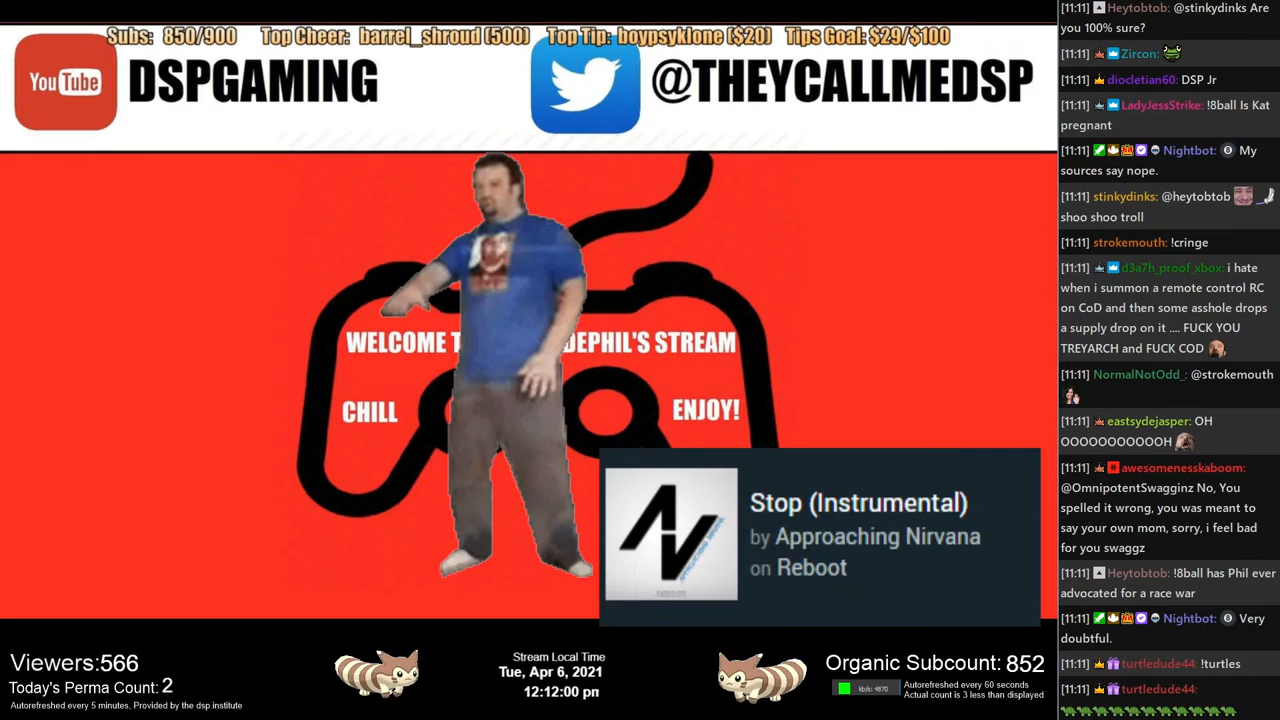 Subs: 850/900 Top Cheer: barrel_shroud (500) Top Tip: boypsyklone ($20) Tips Goal: $29/$100
YouTube DSPGAMING @THEYCALLMEDSP
WELCOME T DEPHIL'S STREAM
CHILL ENJOY!
Stop (Instrumental)
by Approaching Nirvana
on Reboot
REBOOT
Viewers:566
Today's Perma Count: 2
Autorefreshed every 5 minutes. Provided by the dsp.institute
Stream Local Time
Tue, Apr 6, 2021
12:12:00 pm
Organic Subcount: 852
kb/s: 4870
Autorefreshed every 60 seconds
Actual count is 3 less than displayed
[11:11] Heytobtob: @stinkydinks Are
you 100% sure?
[11:11] Zircon:
[11:11] diocletian60: DSP Jr
[11:11] LadyJessStrike: !8ball Is Kat
pregnant
[11:11] Nightbot: 8 My
sources say nope.
[11:11] stinkydinks: @heytobtob
shoo shoo troll
[11:11] strokemouth: !cringe
[11:11] d3a7h_proof_xbox: i hate
when i summon a remote control RC
on CoD and then some asshole drops
a supply drop on it .... FUCK YOU
TREYARCH and FUCK COD
[11:11] NormalNotOdd_: @strokemouth
[11:11] eastsydejasper: OH
OOOOOOOOOOOH
[11:11] awesomenesskaboom:
@OmnipotentSwagginz No, You
spelled it wrong, you was meant to
say your own mom, sorry, i feel bad
for you swaggz
[11:11] Heytobtob: !8ball has Phil ever
advocated for a race war
[11:11] Nightbot: 8 Very
doubtful.
[11:11] turtledude44: !turtles
[11:11] turtledude44: